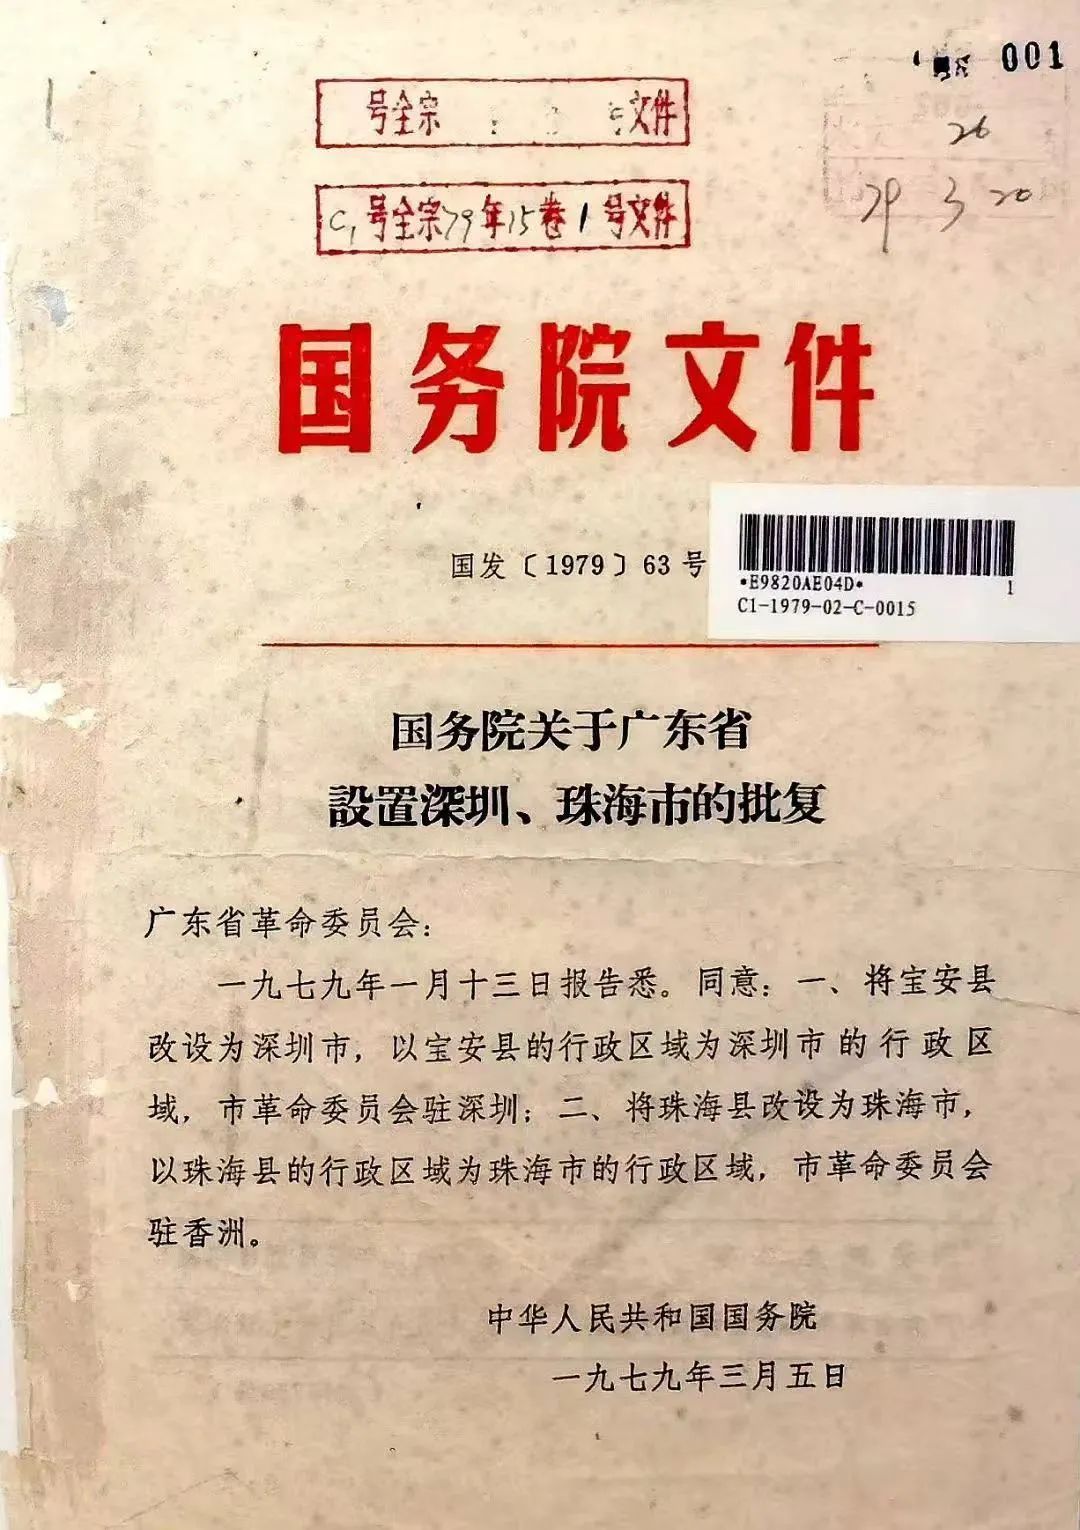 001
26
79 3 20
号全宗 文件
C1号全宗79年15卷1号文件
国务院文件
国发〔1979〕63号
*E9820AE04D* 1
C1-1979-02-C-0015
国务院关于广东省
設置深圳、珠海市的批复
广东省革命委员会：
一九七九年一月十三日报告悉。同意：一、将宝安县
改设为深圳市，以宝安县的行政区域为深圳市的行政区
域，市革命委员会驻深圳；二、将珠海县改设为珠海市，
以珠海县的行政区域为珠海市的行政区域，市革命委员会
驻香洲。
中华人民共和国国务院
一九七九年三月五日